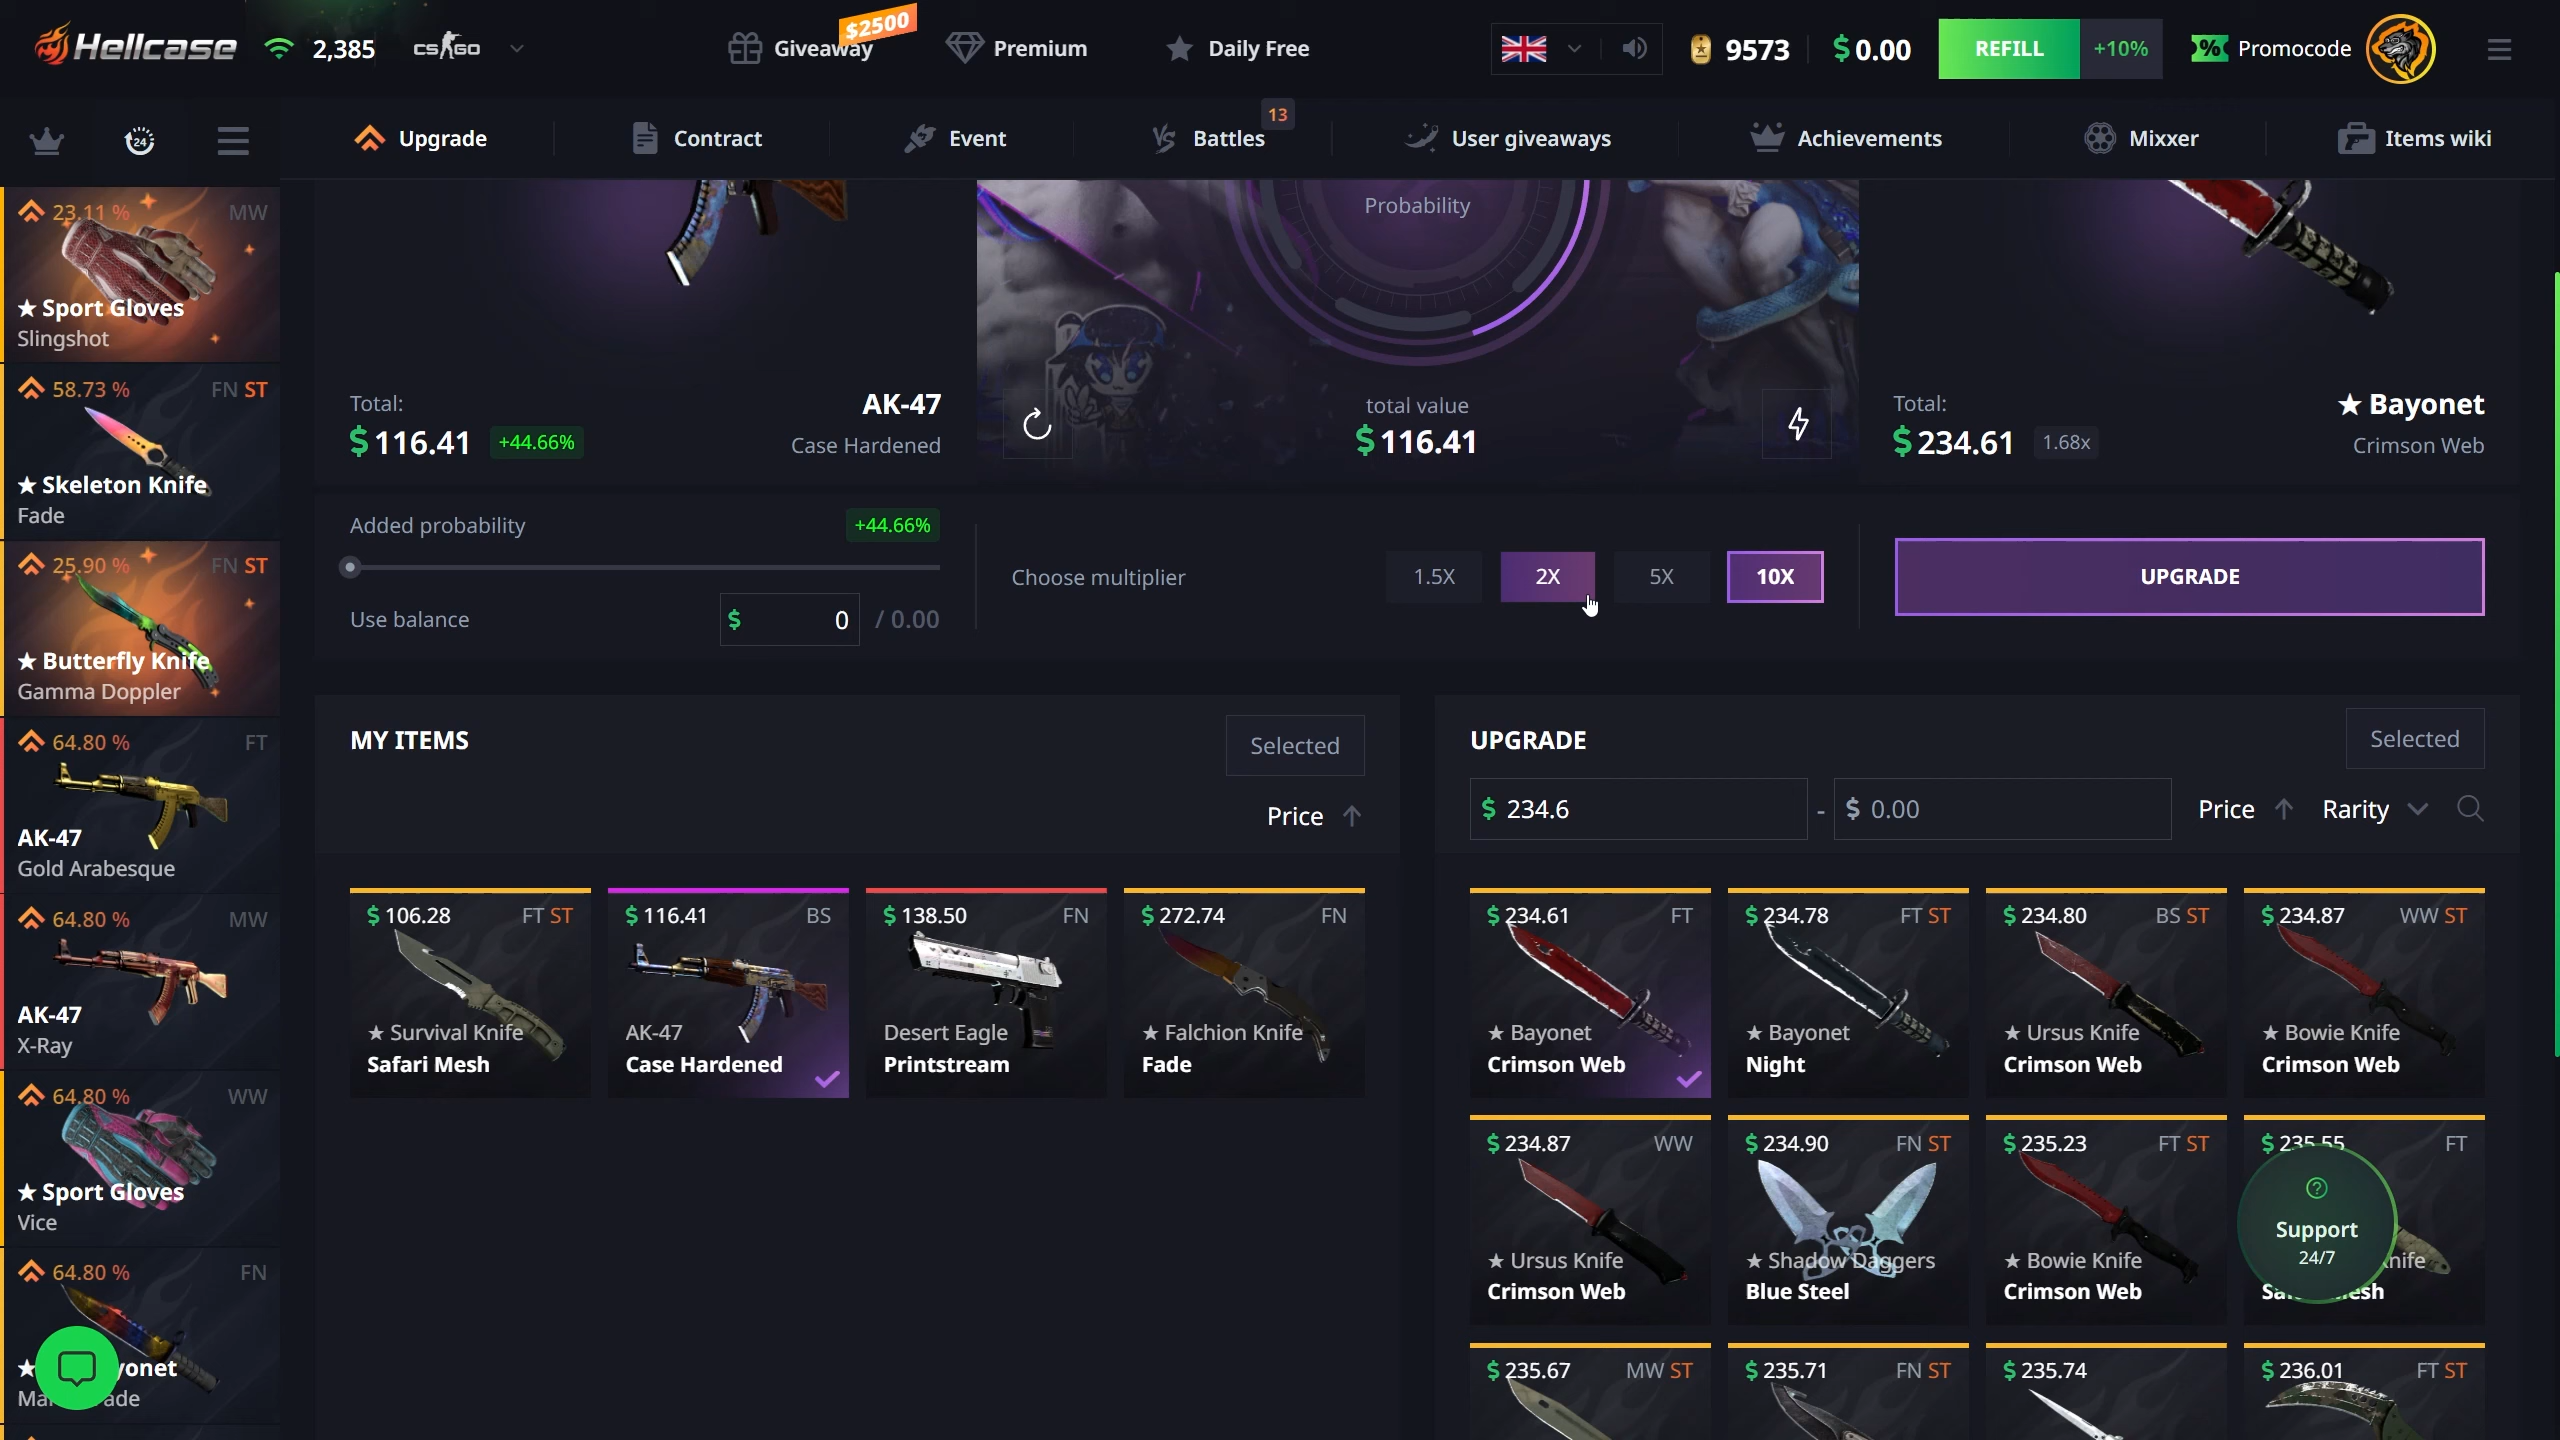 Hellcase
2,385
CS GO
Giveaway
$2500
Premium
Daily Free
9573
$0.00
REFILL
+10%
Promocode
Upgrade
Contract
Event
Battles
13
User giveaways
Achievements
Mixxer
Items wiki
24
23.11 %
MW
★ Sport Gloves
Slingshot
58.73 %
FN ST
★ Skeleton Knife
Fade
25.90 %
FN ST
★ Butterfly Knife
Gamma Doppler
64.80 %
FT
AK-47
Gold Arabesque
64.80 %
MW
AK-47
X-Ray
64.80 %
WW
★ Sport Gloves
Vice
64.80 %
FN
Probability
Total:
$116.41
+44.66%
AK-47
Case Hardened
total value
$116.41
Total:
$234.61
1.68x
★ Bayonet
Crimson Web
Added probability
+44.66%
Use balance
$ 0
/ 0.00
Choose multiplier
1.5X
2X
5X
10X
UPGRADE
MY ITEMS
Selected
Price
$ 106.28
FT ST
★ Survival Knife
Safari Mesh
$ 116.41
BS
AK-47
Case Hardened
$ 138.50
FN
Desert Eagle
Printstream
$ 272.74
FN
★ Falchion Knife
Fade
UPGRADE
Selected
$ 234.6
-
$ 0.00
Price
Rarity
$ 234.61
FT
★ Bayonet
Crimson Web
$ 234.78
FT ST
★ Bayonet
Night
$ 234.80
BS ST
★ Ursus Knife
Crimson Web
$ 234.87
WW ST
★ Bowie Knife
Crimson Web
$ 234.87
WW
★ Ursus Knife
Crimson Web
$ 234.90
FN ST
★ Shadow Daggers
Blue Steel
$ 235.23
FT ST
★ Bowie Knife
Crimson Web
$ 235.55
FT
Support
24/7
$ 235.67
MW ST
$ 235.71
FN ST
$ 235.74
$ 236.01
FT ST